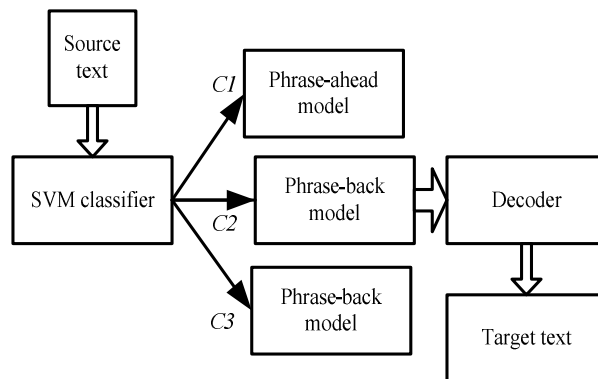 Source
text
SVM classifier
C1
C2
C3
Phrase-ahead
model
Phrase-back
model
Phrase-back
model
Decoder
Target text